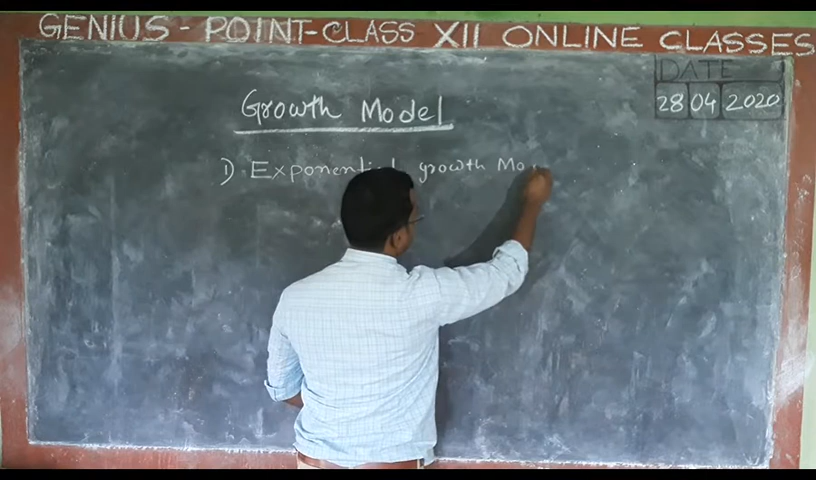 GENIUS - POINT-CLASS XII ONLINE CLASSES
DATE
28 04 2020
Growth Model
1) Exponential growth Mo